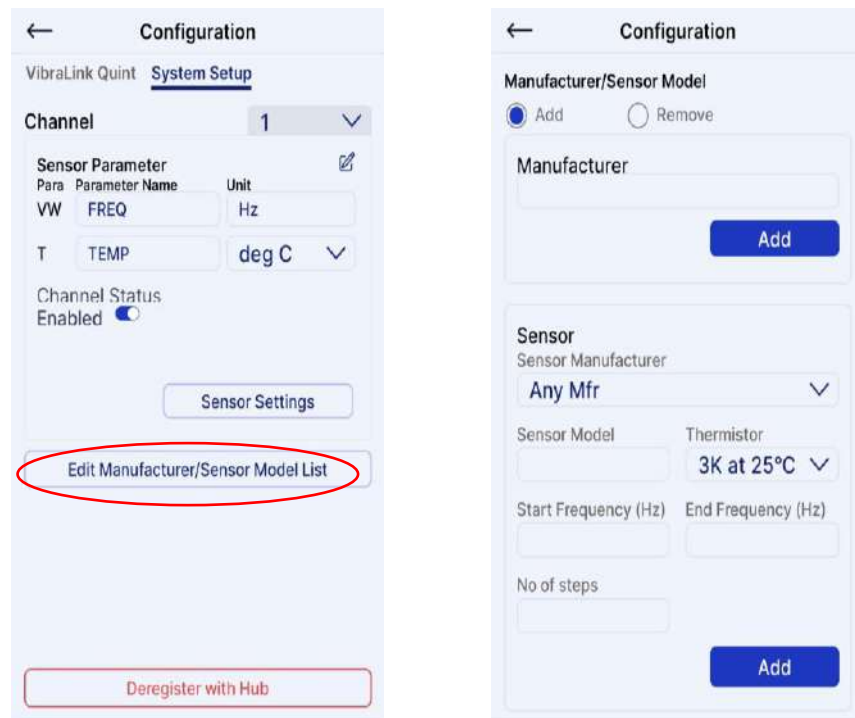 Configuration
VibraLink Quint System Setup
Channel 1
Sensor Parameter
Para Parameter Name Unit
VW FREQ Hz
T TEMP deg C
Channel Status
Enabled
Sensor Settings
Edit Manufacturer/Sensor Model List
Deregister with Hub
Configuration
Manufacturer/Sensor Model
Add Remove
Manufacturer
Add
Sensor
Sensor Manufacturer
Any Mfr
Sensor Model Thermistor
3K at 25°C
Start Frequency (Hz) End Frequency (Hz)
No of steps
Add